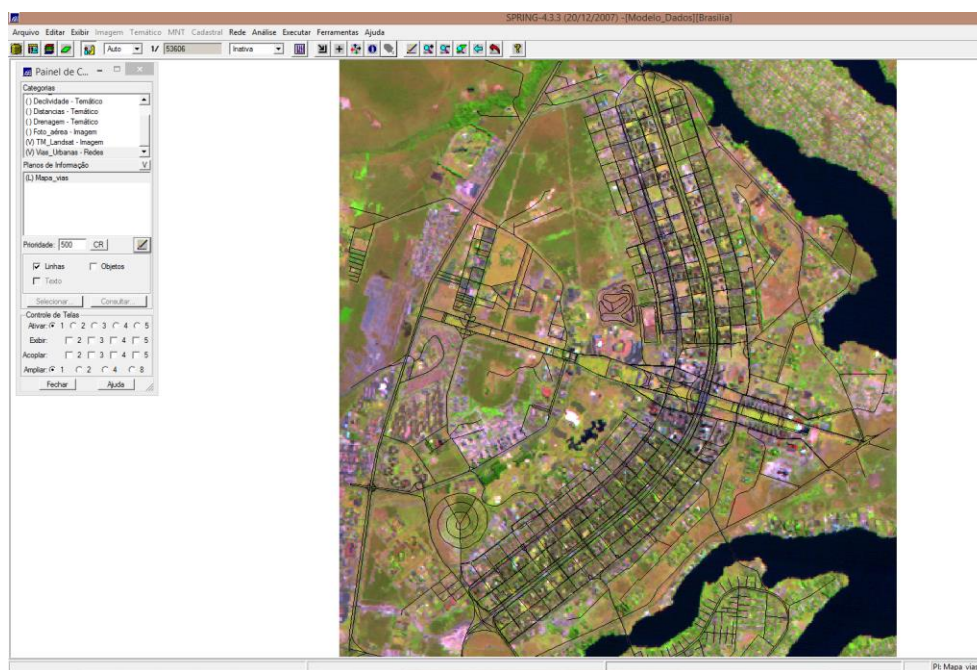 SPRING-4.3.3 (20/12/2007) -[Modelo_Dados][Brasília]
Arquivo Editar Exibir Imagem Temático MNT Cadastral Rede Análise Executar Ferramentas Ajuda
Auto 1/ 53606 Inativa
Painel de C...
Categorias
() Declividade - Temático
() Distancias - Temático
() Drenagem - Temático
() Foto_aérea - Imagem
(V) TM_Landsat - Imagem
(V) Vias_Urbanas - Redes
Planos de Informação V
(L) Mapa_vias
Prioridade: 500 CR
Linhas Objetos
Texto
Selecionar... Consultar...
Controle de Telas
Ativar: 1 2 3 4 5
Exibir: 2 3 4 5
Acoplar: 2 3 4 5
Ampliar: 1 2 4 8
Fechar Ajuda
PI: Mapa_vias